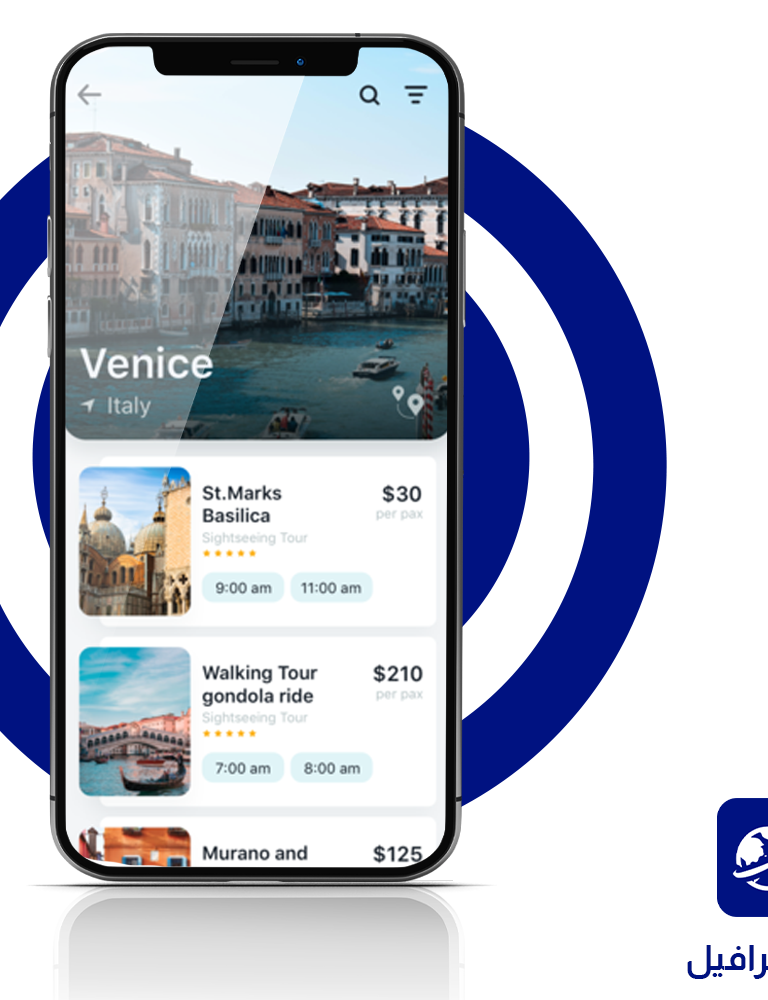 Venice
Italy
St.Marks
Basilica
$30
per pax
Sightseeing Tour
9:00 am
11:00 am
Walking Tour
gondola ride
$210
per pax
Sightseeing Tour
7:00 am
8:00 am
Murano and
$125